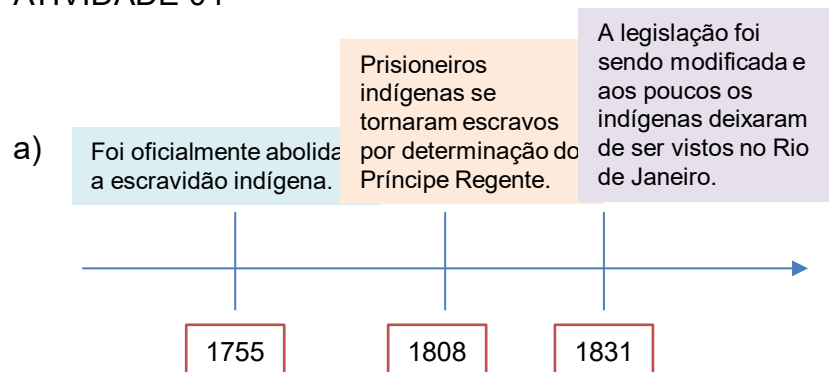 ATIVIDADE
a)
Foi oficialmente abolida
a escravidão indígena.
Prisioneiros
indígenas se
tornaram escravos
por determinação do
Príncipe Regente.
A legislação foi
sendo modificada e
aos poucos os
indígenas deixaram
de ser vistos no Rio
de Janeiro.
1755
1808
1831